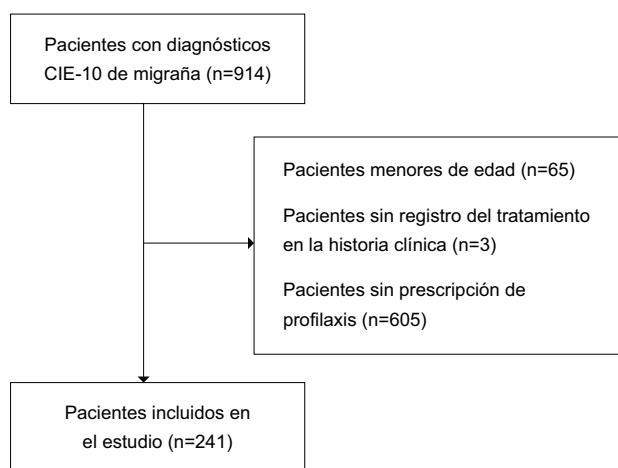 Pacientes con diagnósticos
CIE-10 de migraña (n=914)
Pacientes menores de edad (n=65)
Pacientes sin registro del tratamiento
en la historia clínica (n=3)
Pacientes sin prescripción de
profilaxis (n=605)
Pacientes incluidos en
el estudio (n=241)